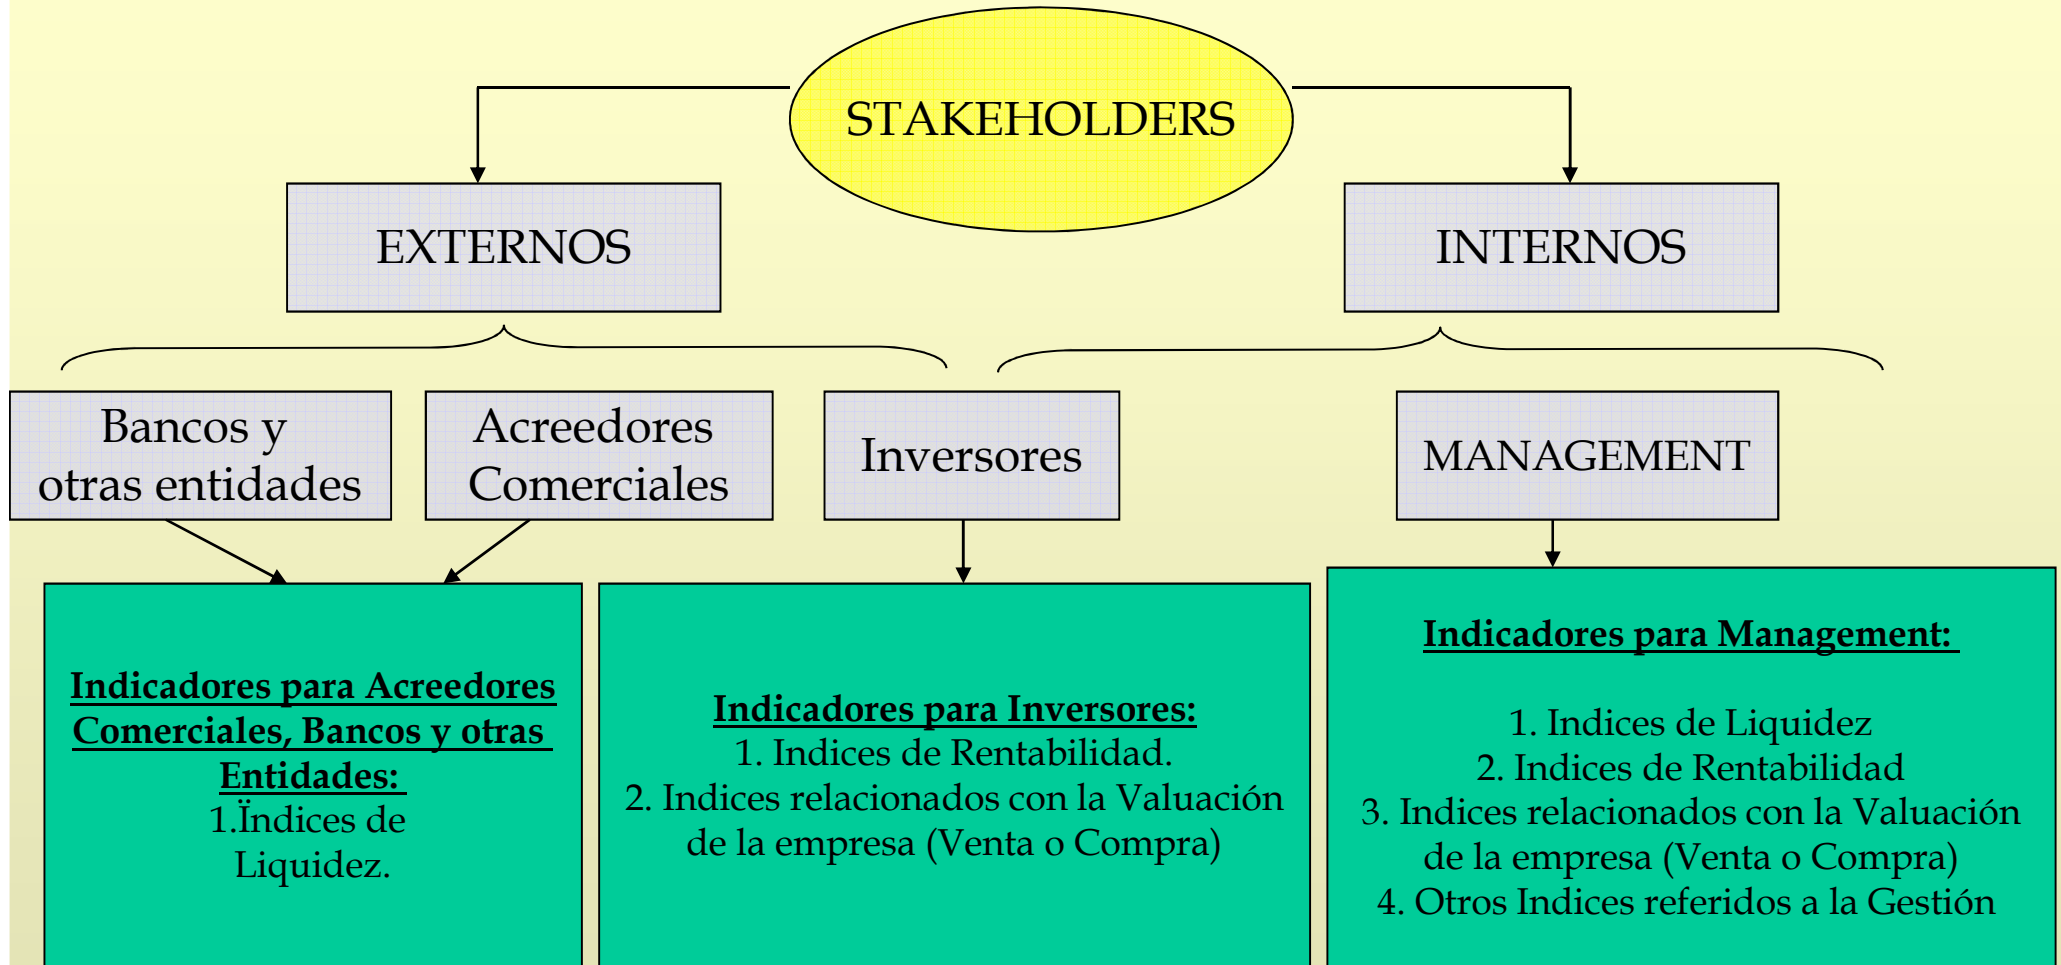 STAKEHOLDERS
EXTERNOS
INTERNOS
Bancos y
otras entidades
Acreedores
Comerciales
Inversores
MANAGEMENT
Indicadores para Acreedores
Comerciales, Bancos y otras
Entidades:
1.Ïndices de
Liquidez.
Indicadores para Inversores:
1. Indices de Rentabilidad.
2. Indices relacionados con la Valuación
de la empresa (Venta o Compra)
Indicadores para Management:
1. Indices de Liquidez
2. Indices de Rentabilidad
3. Indices relacionados con la Valuación
de la empresa (Venta o Compra)
4. Otros Indices referidos a la Gestión